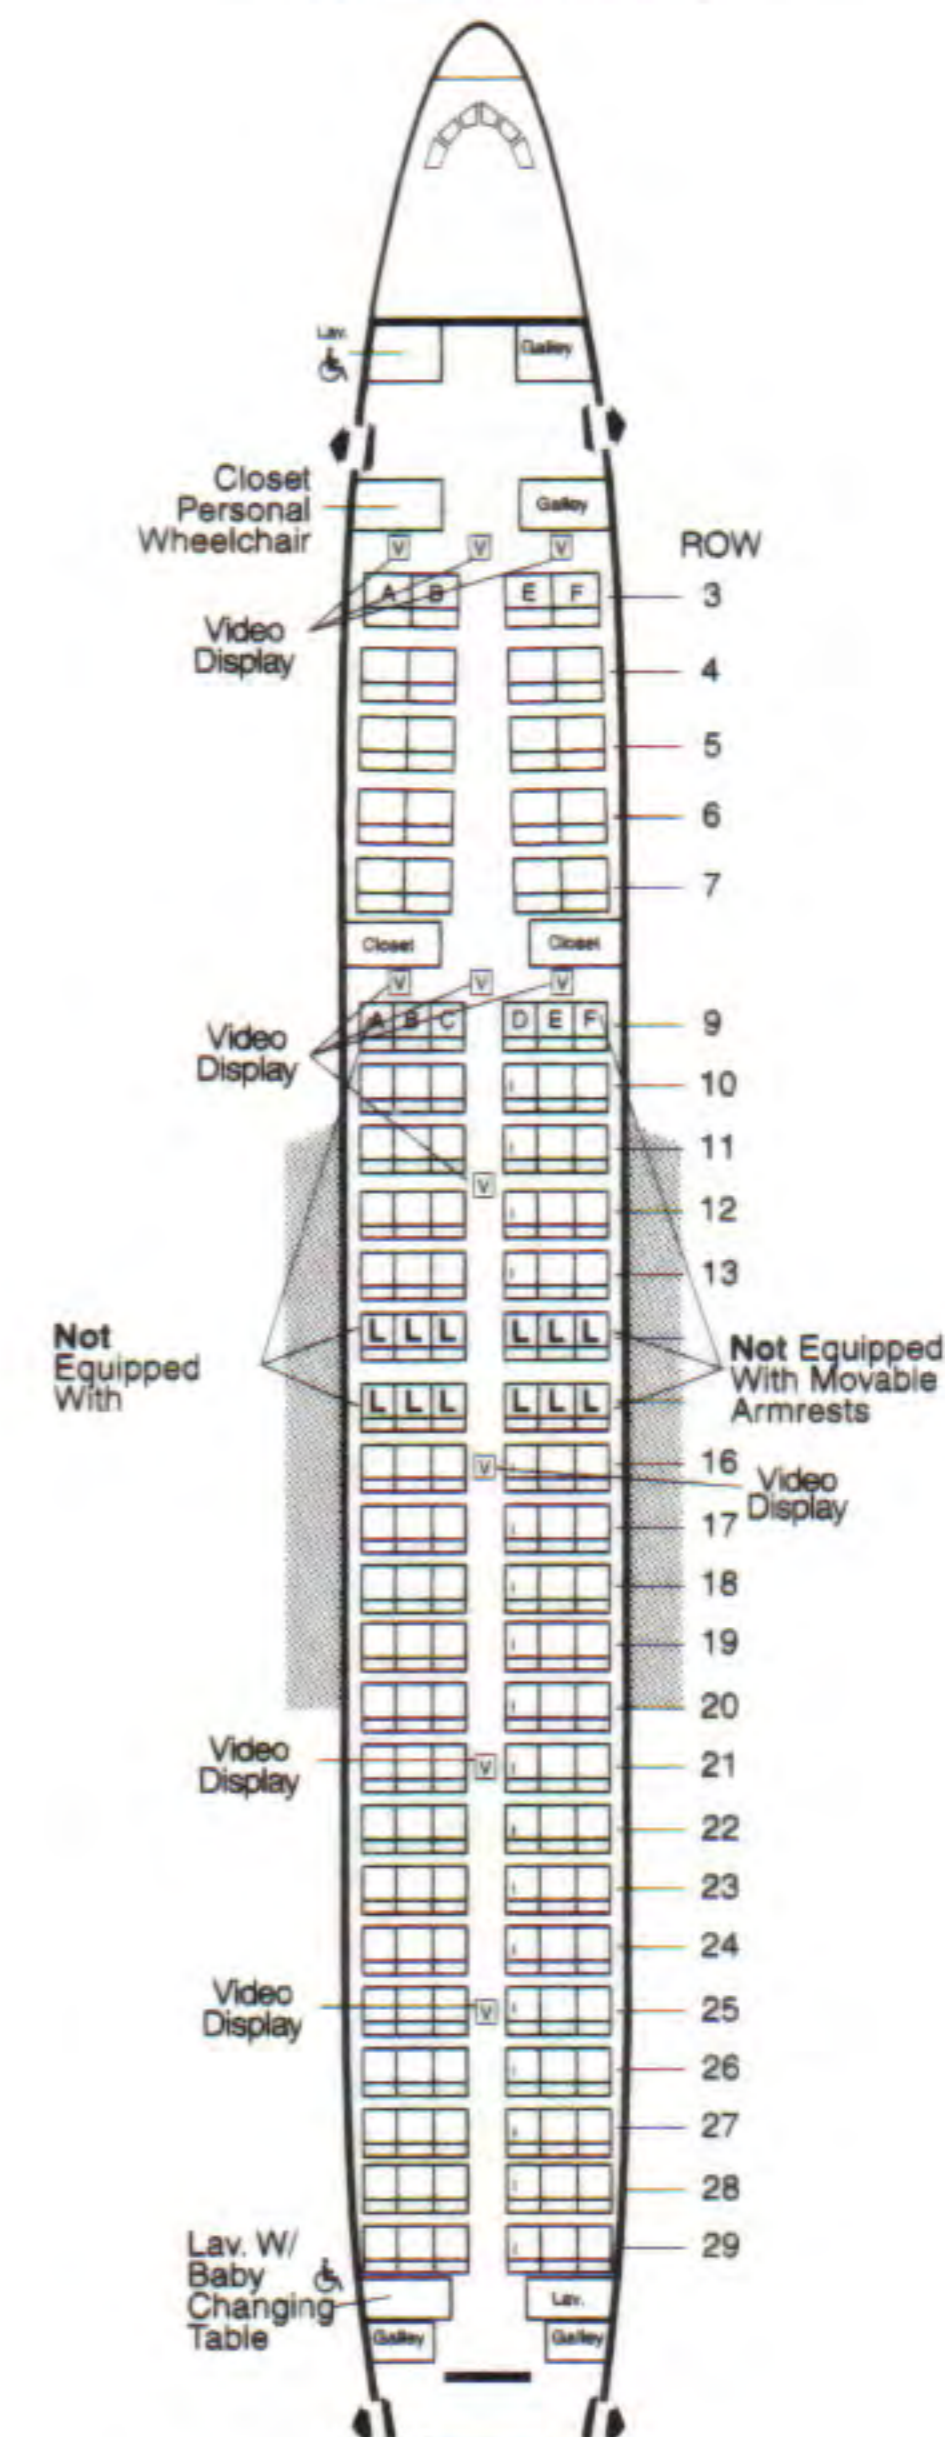 Lav.
Galley
Closet
Personal
Wheelchair
Galley
V V V
ROW
A B E F
3
Video
Display
4
5
6
7
Closet
Closet
V V V
A B C D E F
9
Video
Display
10
11
V
12
13
L L L L L L
Not
Equipped
With
Not Equipped
With Movable
Armrests
L L L L L L
16
V
Video
Display
17
18
19
20
Video
Display
V
21
22
23
24
Video
Display
V
25
26
27
28
29
Lav. W/
Baby
Changing
Table
Lav.
Galley
Galley